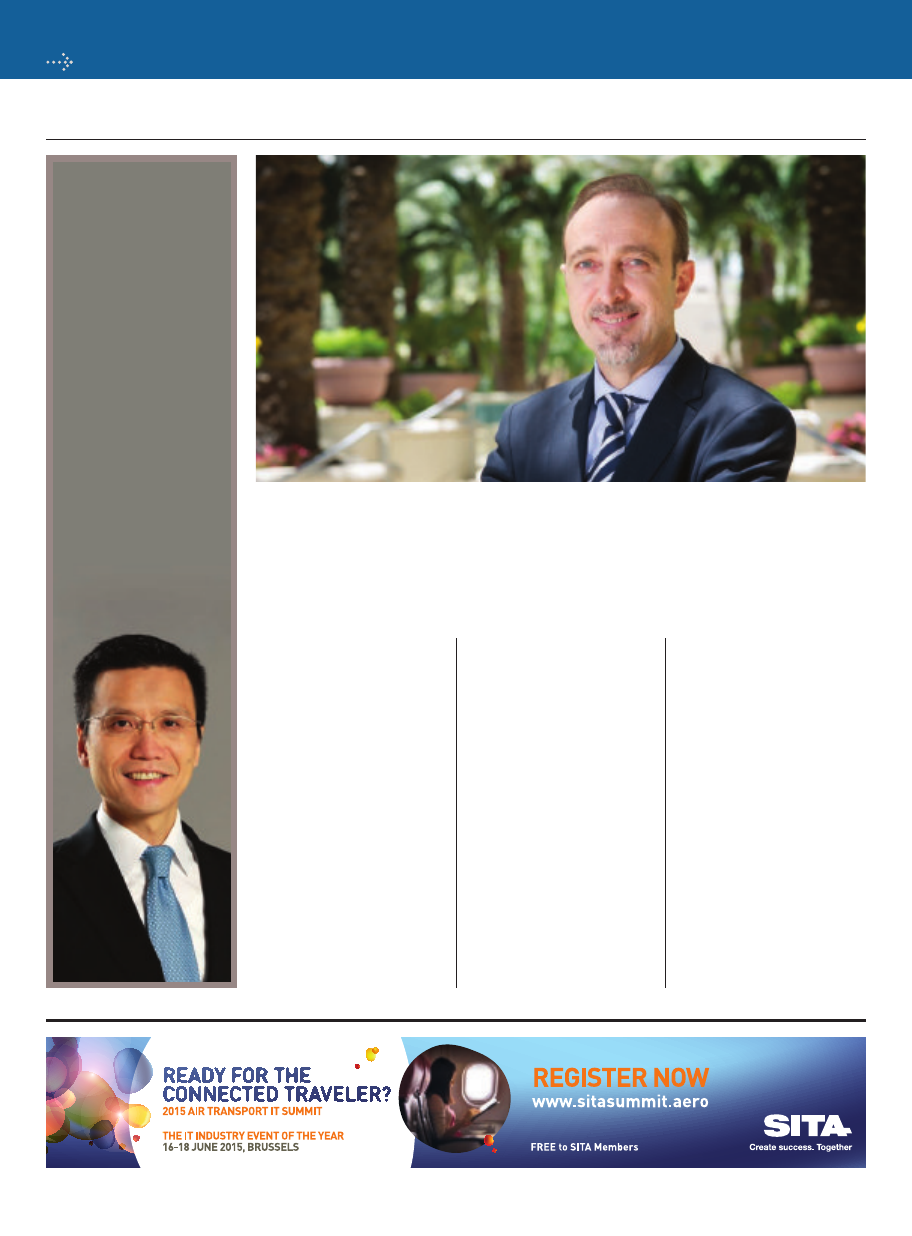 READY FOR THE
CONNECTED TRAVELER?
2015 AIR TRANSPORT IT SUMMIT
THE IT INDUSTRY EVENT OF THE YEAR
16-18 JUNE 2015, BRUSSELS
REGISTER NOW
www.sitasummit.aero
FREE to SITA Members
SITA
Create success. Together